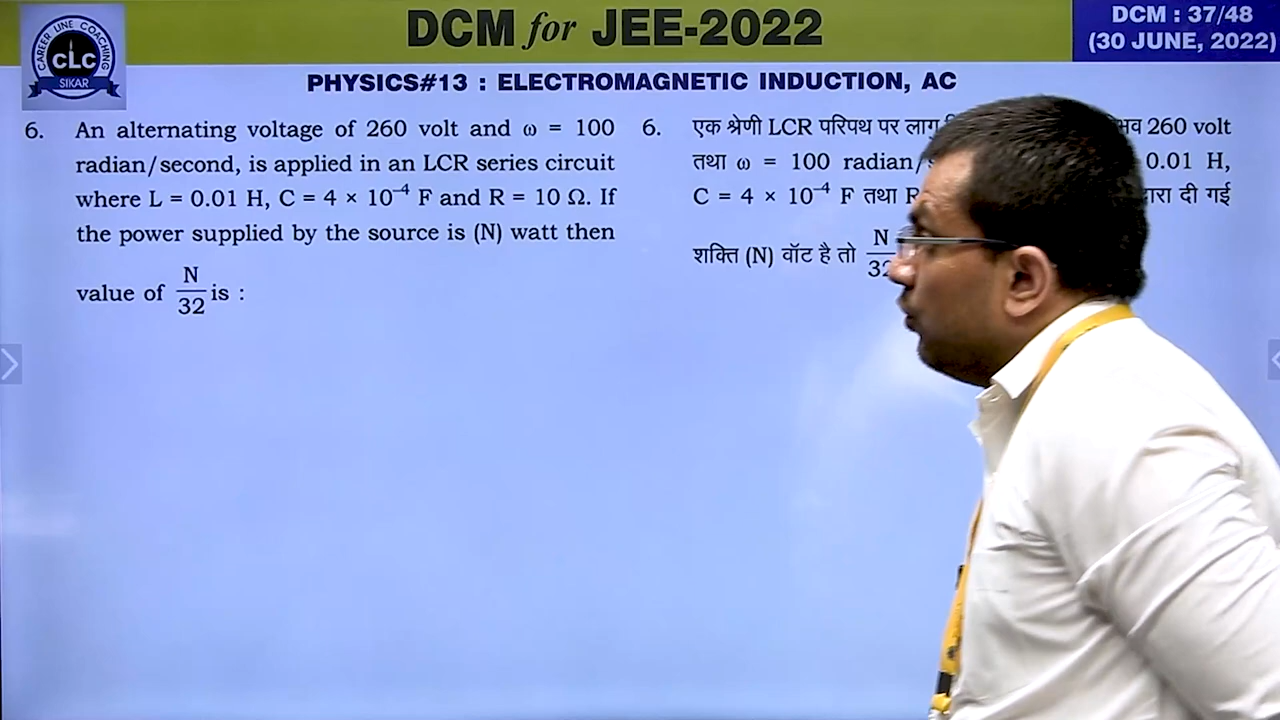 CAREER LINE COACHING
CLC
SIKAR
DCM for JEE-2022
DCM : 37/48
(30 JUNE, 2022)
PHYSICS#13 : ELECTROMAGNETIC INDUCTION, AC
6. An alternating voltage of 260 volt and ω = 100
radian/second, is applied in an LCR series circuit
where L = 0.01 H, C = 4 × 10⁻⁴ F and R = 10 Ω. If
the power supplied by the source is (N) watt then
value of N/32 is :
6. एक श्रेणी LCR परिपथ पर 260 volt
तथा ω = 100 radian/ 0.01 H,
C = 4 × 10⁻⁴ F तथा R दी गई
शक्ति (N) वॉट है तो N/32